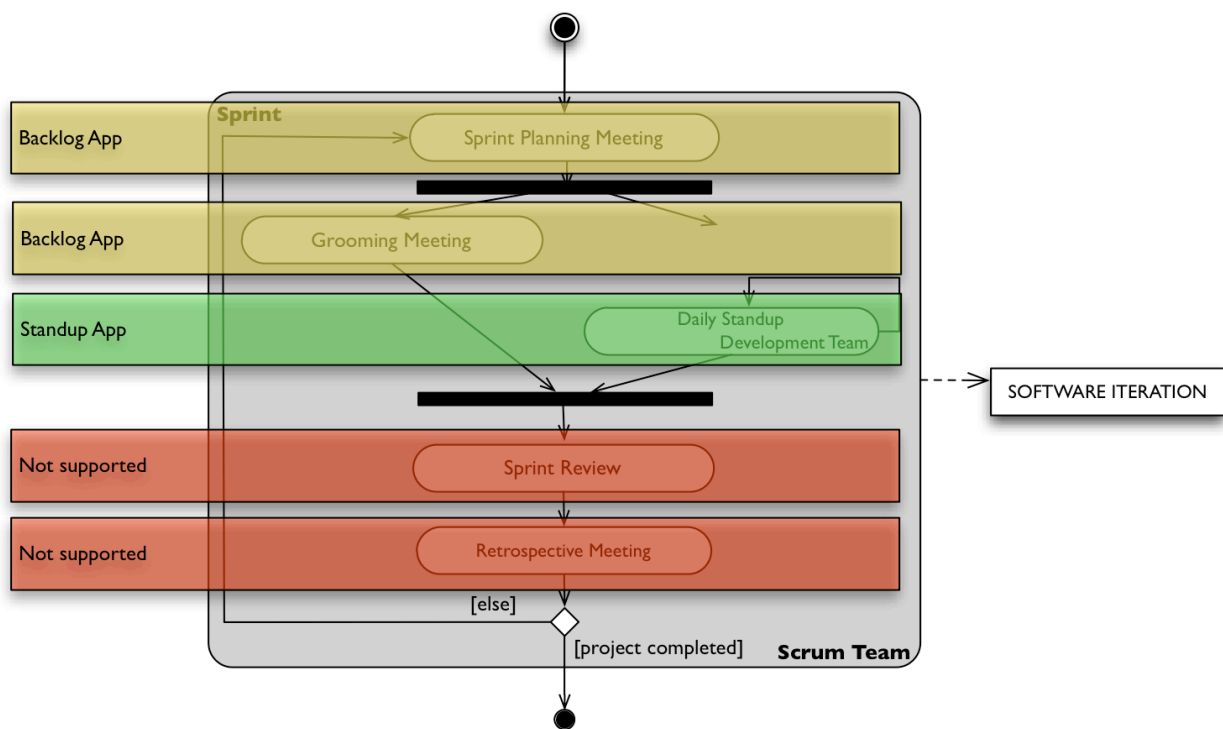 Sprint
Backlog App
Sprint Planning Meeting
Backlog App
Grooming Meeting
Standup App
Daily Standup
Development Team
SOFTWARE ITERATION
Not supported
Sprint Review
Not supported
Retrospective Meeting
[else]
[project completed]
Scrum Team